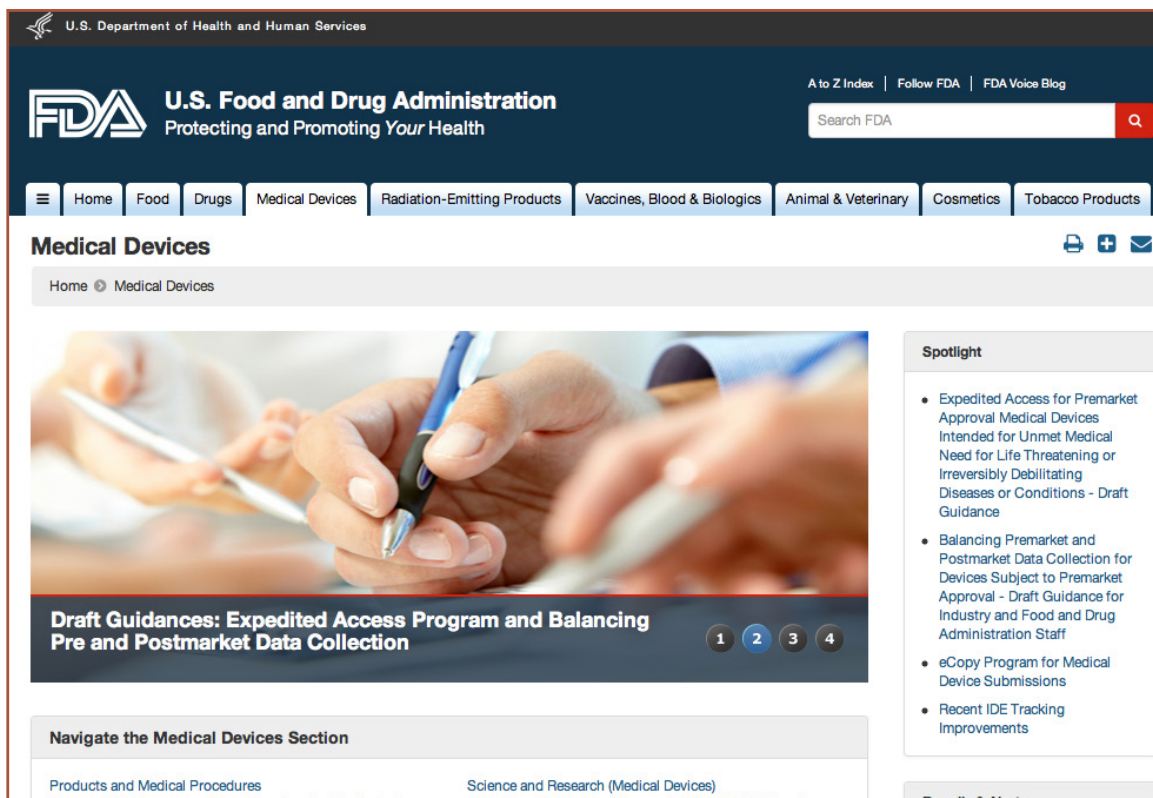 U.S. Department of Health and Human Services
A to Z Index | Follow FDA | FDA Voice Blog
FDA
U.S. Food and Drug Administration
Protecting and Promoting Your Health
Search FDA
Home
Food
Drugs
Medical Devices
Radiation-Emitting Products
Vaccines, Blood & Biologics
Animal & Veterinary
Cosmetics
Tobacco Products
Medical Devices
Home
Medical Devices
Draft Guidances: Expedited Access Program and Balancing
Pre and Postmarket Data Collection
1 2 3 4
Spotlight
Expedited Access for Premarket
Approval Medical Devices
Intended for Unmet Medical
Need for Life Threatening or
Irreversibly Debilitating
Diseases or Conditions - Draft
Guidance
Balancing Premarket and
Postmarket Data Collection for
Devices Subject to Premarket
Approval - Draft Guidance for
Industry and Food and Drug
Administration Staff
eCopy Program for Medical
Device Submissions
Recent IDE Tracking
Improvements
Navigate the Medical Devices Section
Products and Medical Procedures
Science and Research (Medical Devices)